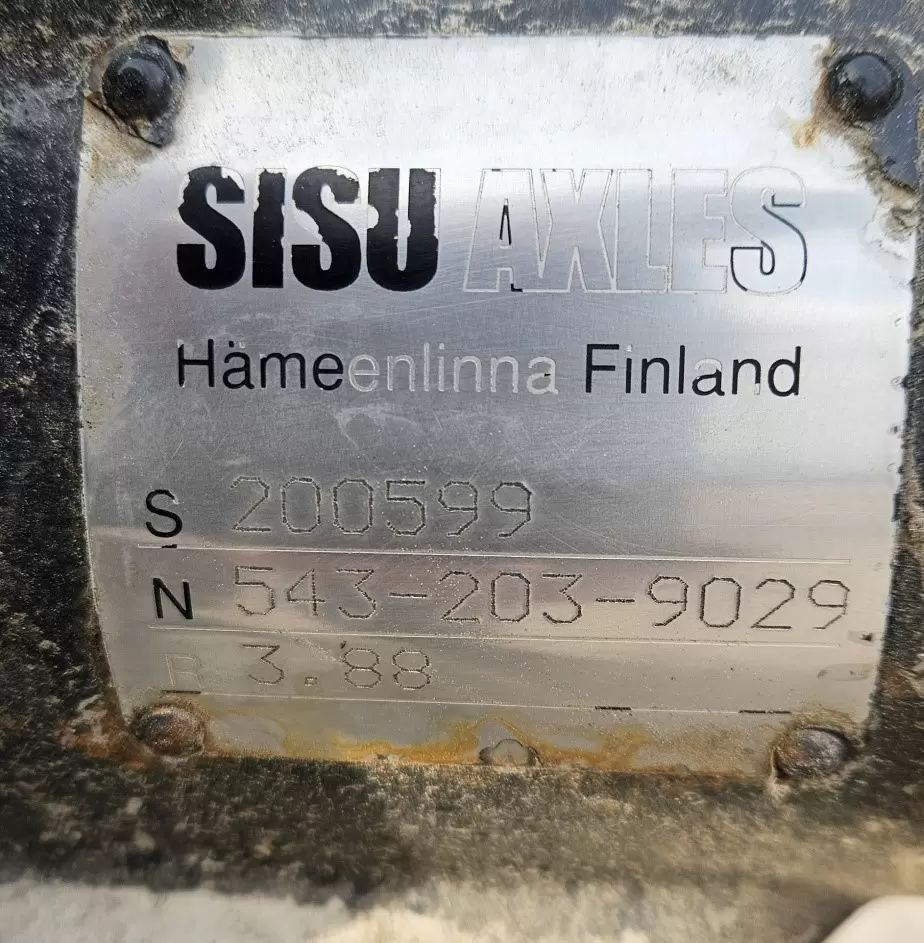 SISU AXLES
Hämeenlinna Finland
S 200599
N 543-203-9029
R 3.88